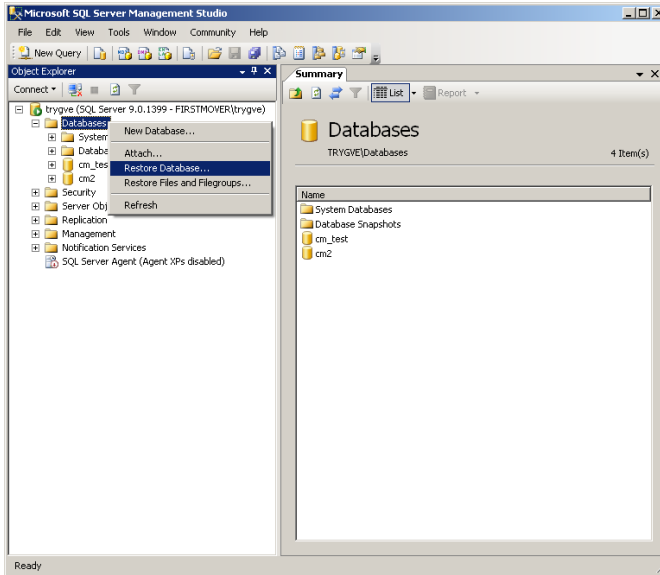 Microsoft SQL Server Management Studio
File Edit View Tools Window Community Help
New Query
Object Explorer
Connect
trygve (SQL Server 9.0.1399 - FIRSTMOVER\trygve)
Databases
System
Databa
cm_tes
cm2
Security
Server Obj
Replication
Management
Notification Services
SQL Server Agent (Agent XPs disabled)
New Database...
Attach...
Restore Database...
Restore Files and Filegroups...
Refresh
Summary
List Report
Databases
TRYGVE\Databases 4 Item(s)
Name
System Databases
Database Snapshots
cm_test
cm2
Ready